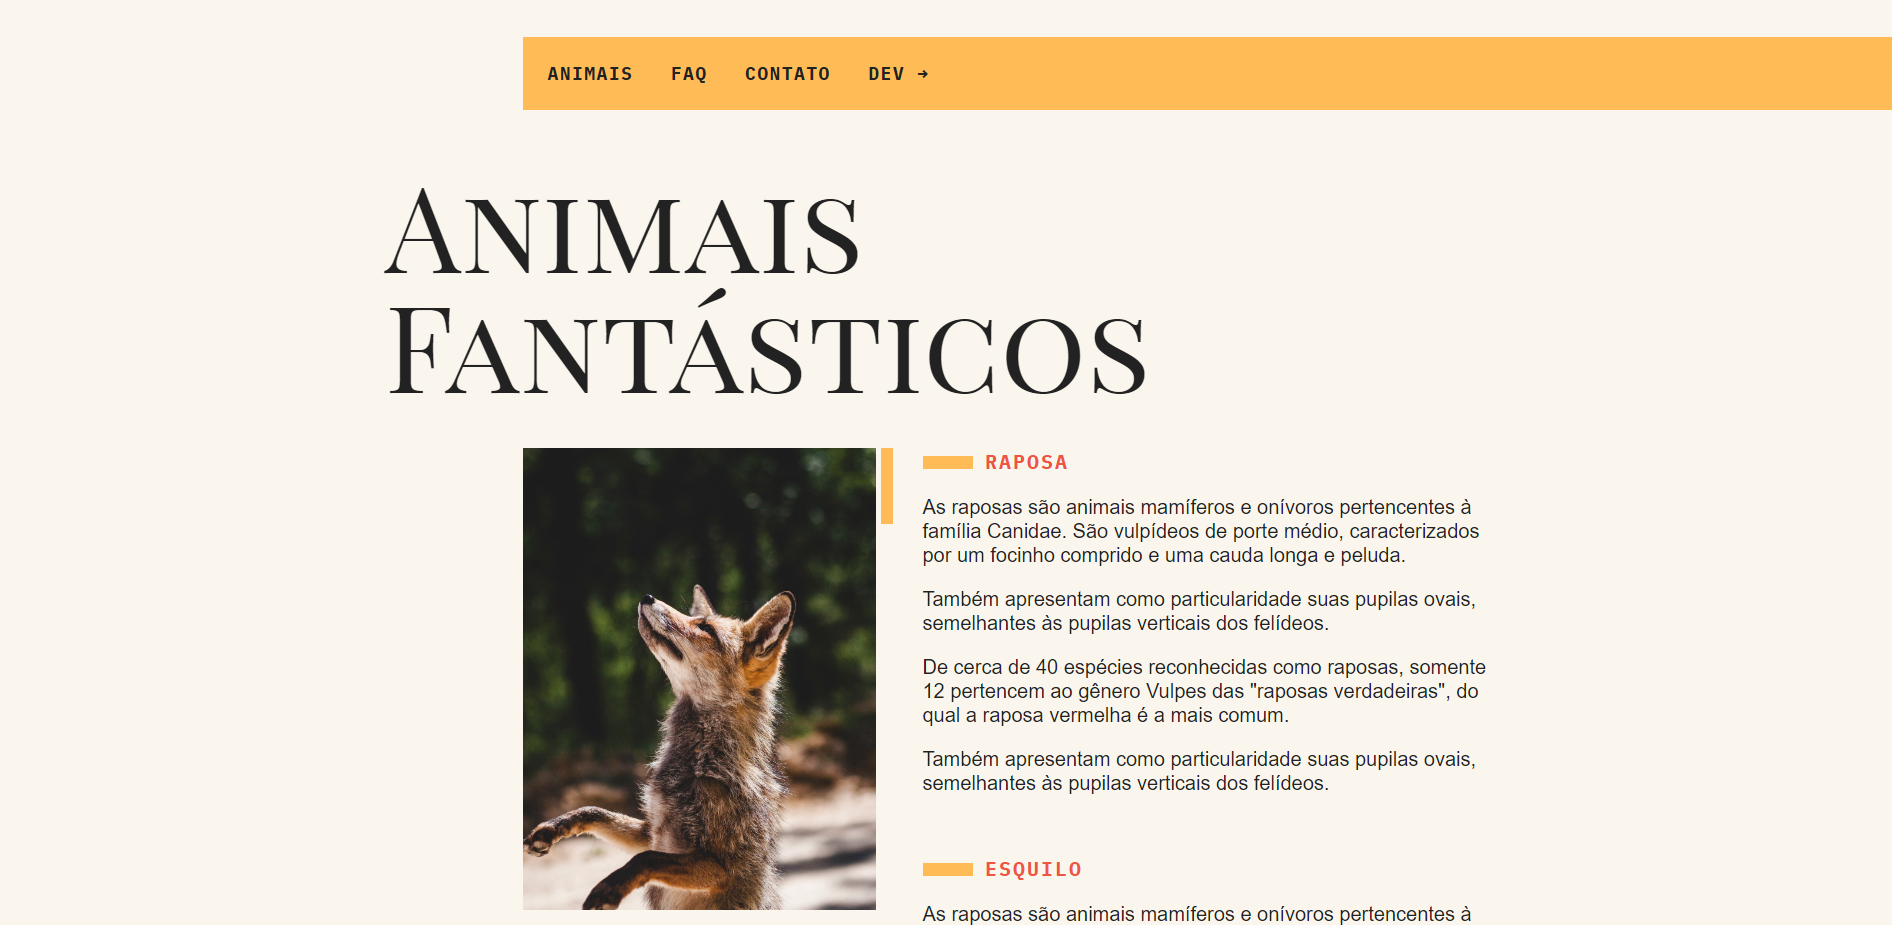 ANIMAIS FAQ CONTATO DEV →
ANIMAIS
FANTÁSTICOS
RAPOSA
As raposas são animais mamíferos e onívoros pertencentes à
família Canidae. São vulpídeos de porte médio, caracterizados
por um focinho comprido e uma cauda longa e peluda.
Também apresentam como particularidade suas pupilas ovais,
semelhantes às pupilas verticais dos felídeos.
De cerca de 40 espécies reconhecidas como raposas, somente
12 pertencem ao gênero Vulpes das "raposas verdadeiras", do
qual a raposa vermelha é a mais comum.
Também apresentam como particularidade suas pupilas ovais,
semelhantes às pupilas verticais dos felídeos.
ESQUILO
As raposas são animais mamíferos e onívoros pertencentes à